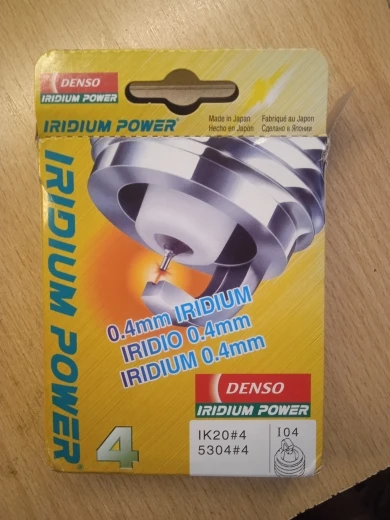 DENSO
IRIDIUM POWER
IRIDIUM POWER®
Made in Japan Fabriqué au Japon
Hecho en Japón Сделано в Японии
IRIDIUM POWER®
0.4mm IRIDIUM
IRIDIO 0.4mm
IRIDIUM 0.4mm
DENSO
IRIDIUM POWER
4
IK20#4
5304#4
I04